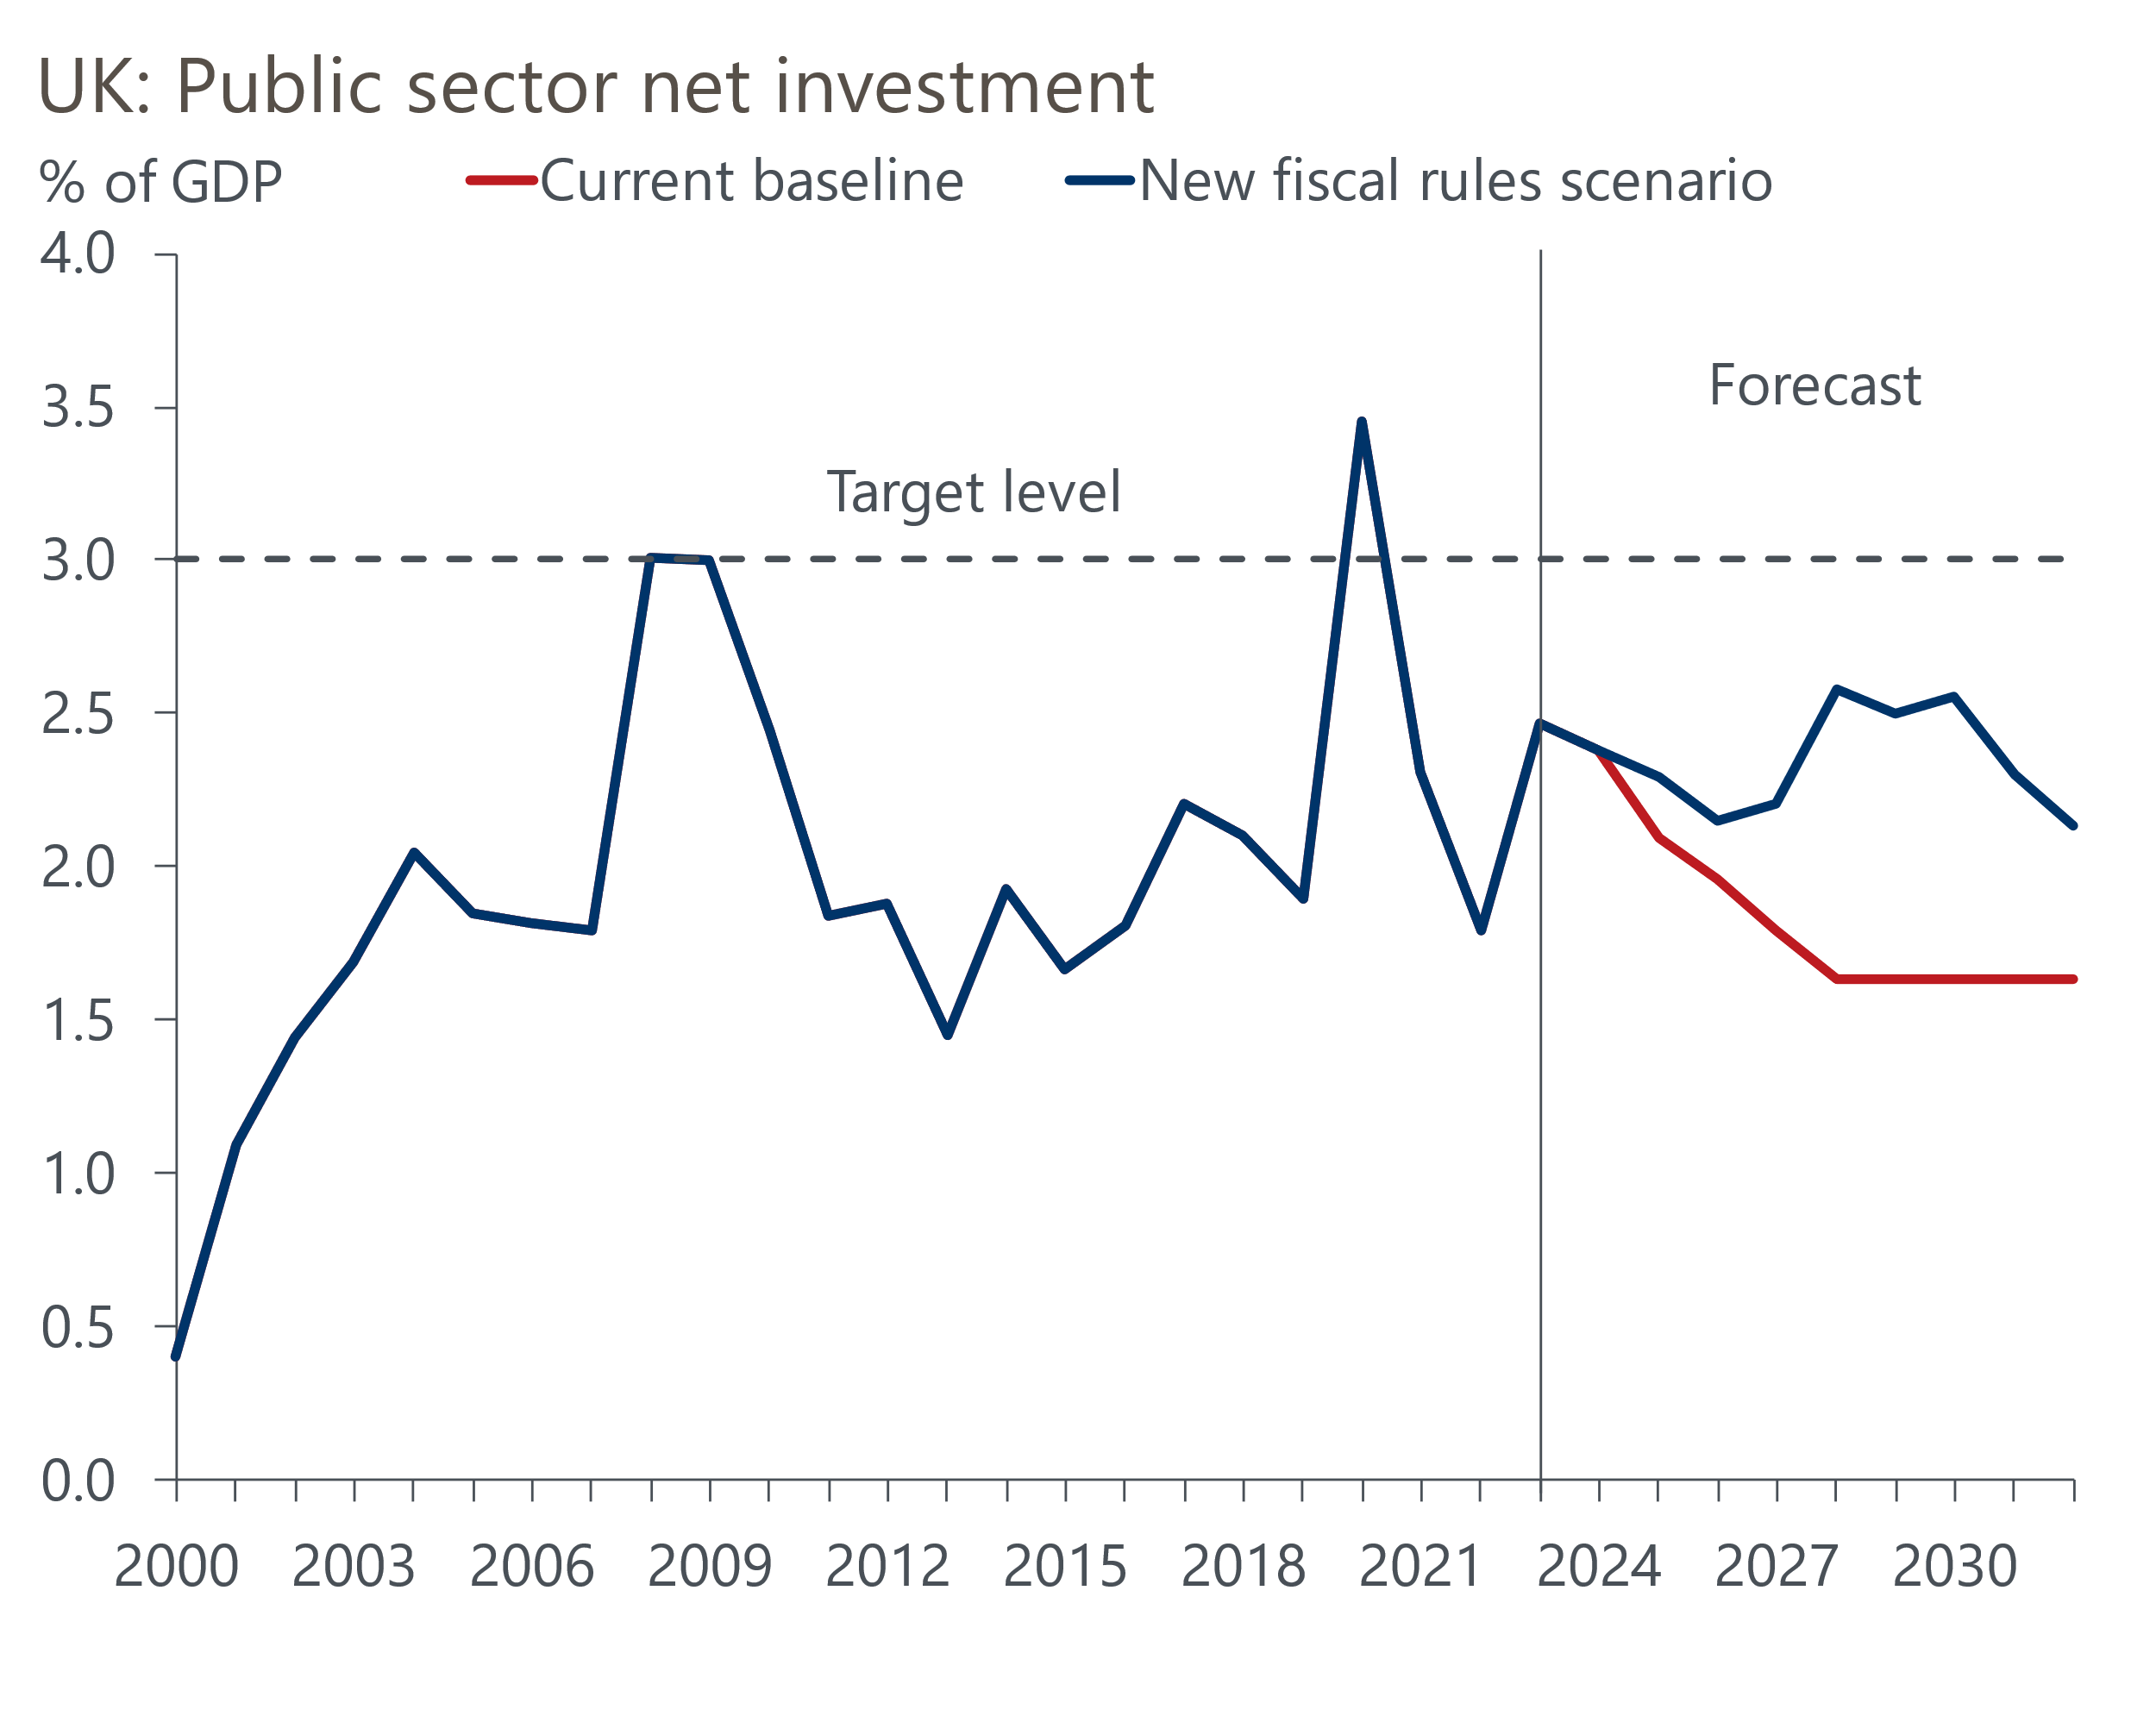 UK: Public sector net investment
% of GDP Current baseline New fiscal rules scenario
4.0
Forecast
3.5
Target level
3.0
2.5
2.0
1.5
1.0
0.5
0.0
2000 2003 2006 2009 2012 2015 2018 2021 2024 2027 2030